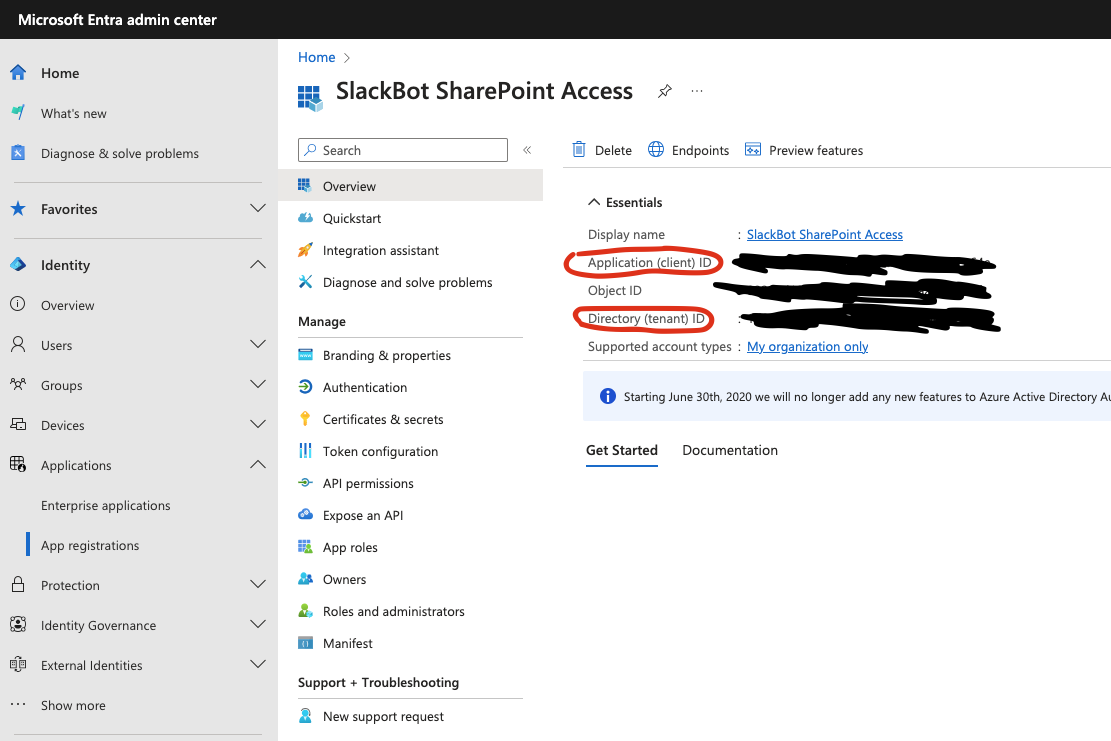 Microsoft Entra admin center
Home
What's new
Diagnose & solve problems
Favorites
Identity
Overview
Users
Groups
Devices
Applications
Enterprise applications
App registrations
Protection
Identity Governance
External Identities
Show more
Home
SlackBot SharePoint Access
Search
Overview
Quickstart
Integration assistant
Diagnose and solve problems
Manage
Branding & properties
Authentication
Certificates & secrets
Token configuration
API permissions
Expose an API
App roles
Owners
Roles and administrators
Manifest
Support + Troubleshooting
New support request
Delete Endpoints Preview features
Essentials
Display name : SlackBot SharePoint Access
Application (client) ID
Object ID
Directory (tenant) ID :
Supported account types : My organization only
Starting June 30th, 2020 we will no longer add any new features to Azure Active Directory
Get Started Documentation